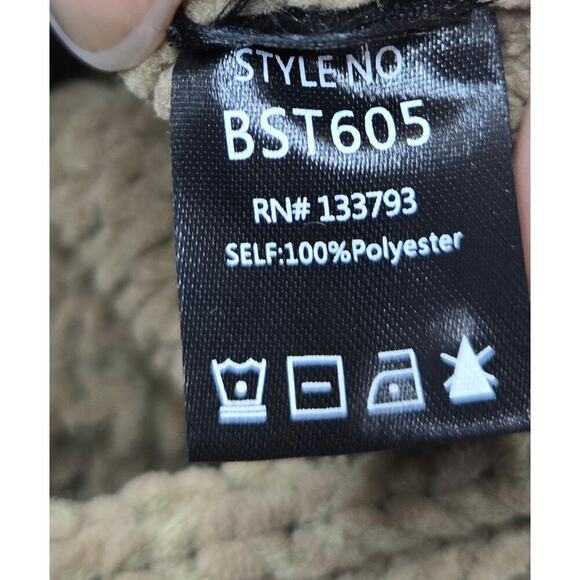 STYLE NO
BST605
RN# 133793
SELF:100%Polyester